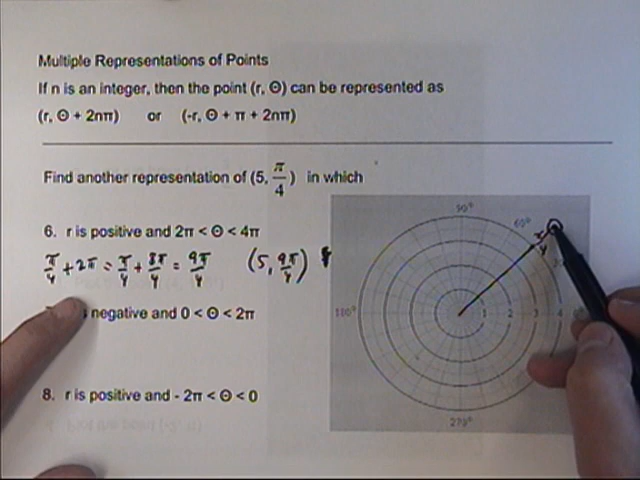 Multiple Representations of Points
If n is an integer, then the point (r, Θ) can be represented as
(r, Θ + 2nπ) or (-r, Θ + π + 2nπ)
Find another representation of (5, π/4) in which
6. r is positive and 2π < Θ < 4π
π/4 + 2π = π/4 + 8π/4 = 9π/4 (5, 9π/4)
negative and 0 < Θ < 2π
8. r is positive and - 2π < Θ < 0
90°
60°
π/4
180°
1 2 3 4
270°